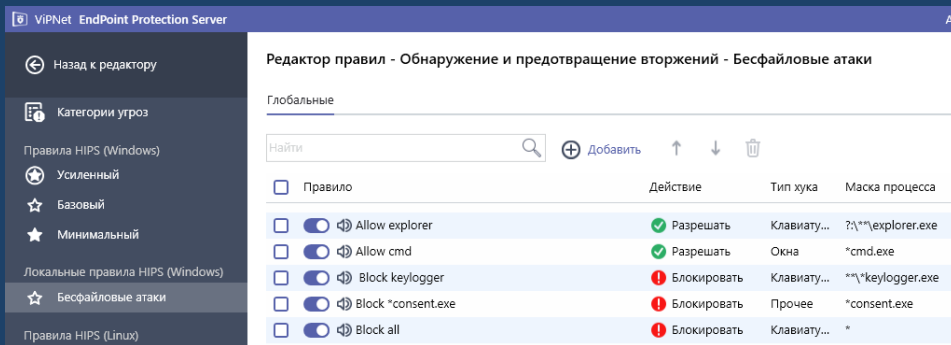 ViPNet EndPoint Protection Server
Назад к редактору
Категории угроз
Правила HIPS (Windows)
Усиленный
Базовый
Минимальный
Локальные правила HIPS (Windows)
Бесфайловые атаки
Правила HIPS (Linux)
Редактор правил - Обнаружение и предотвращение вторжений - Бесфайловые атаки
Глобальные
Найти
Добавить
Правило Действие Тип хука Маска процесса
Allow explorer Разрешать Клавиату... ?:\**\explorer.exe
Allow cmd Разрешать Окна *cmd.exe
Block keylogger Блокировать Клавиату... **\*keylogger.exe
Block *consent.exe Блокировать Прочее *consent.exe
Block all Блокировать Клавиату... *